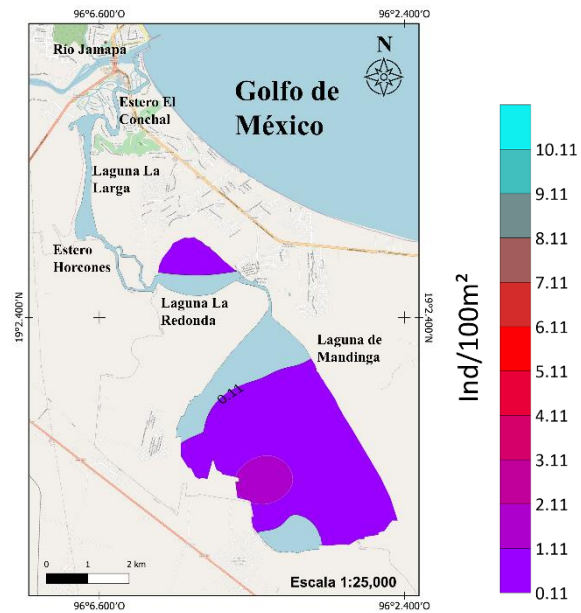 96°6.600'O
96°2.400'O
Río Jamapa
N
Estero El
Conchal
Golfo de
México
Laguna La
Larga
Estero
Horcones
Laguna La
Redonda
Laguna de
Mandinga
19°2.400'N
19°2.400'N
0.11
0
1
2 km
Escala 1:25,000
96°6.600'O
96°2.400'O
Ind/100m²
10.11
9.11
8.11
7.11
6.11
5.11
4.11
3.11
2.11
1.11
0.11